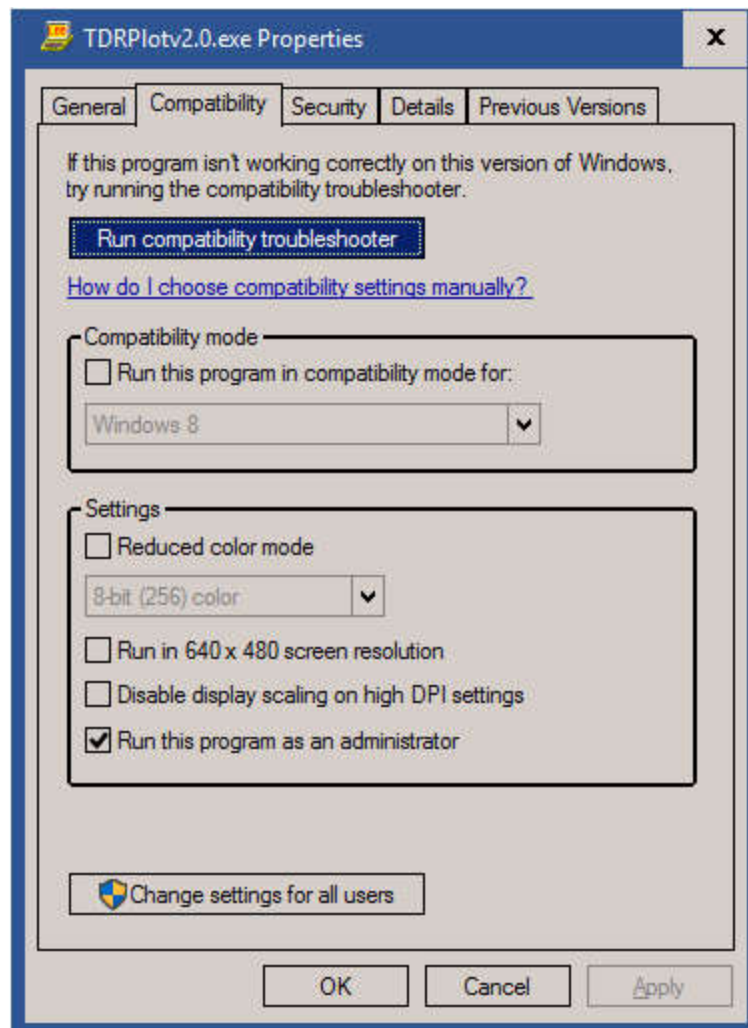 TDRPlotv2.0.exe Properties
General Compatibility Security Details Previous Versions
If this program isn't working correctly on this version of Windows,
try running the compatibility troubleshooter.
Run compatibility troubleshooter
How do I choose compatibility settings manually?
Compatibility mode
Run this program in compatibility mode for:
Windows 8
Settings
Reduced color mode
8-bit (256) color
Run in 640 x 480 screen resolution
Disable display scaling on high DPI settings
Run this program as an administrator
Change settings for all users
OK Cancel Apply